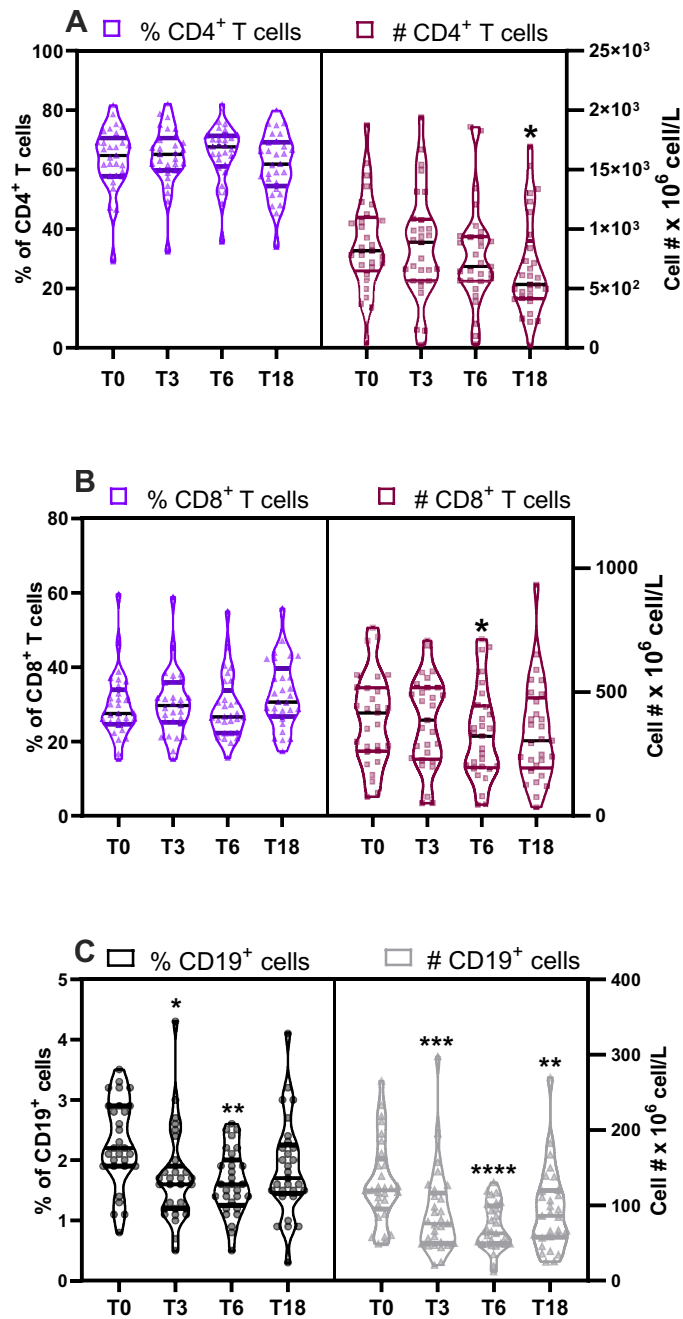 A
% CD4+ T cells
# CD4+ T cells
% of CD4+ T cells
100
80
60
40
20
0
25×10³
2×10³
15×10³
1×10³
5×10²
0
Cell # x 10⁶ cell/L
*
T0 T3 T6 T18 T0 T3 T6 T18
B
% CD8+ T cells
# CD8+ T cells
% of CD8+ T cells
80
60
40
20
0
1000
500
0
Cell # x 10⁶ cell/L
*
T0 T3 T6 T18 T0 T3 T6 T18
C
% CD19+ cells
# CD19+ cells
% of CD19+ cells
5
4
3
2
1
0
400
300
200
100
0
Cell # x 10⁶ cell/L
* ** *** **** **
T0 T3 T6 T18 T0 T3 T6 T18